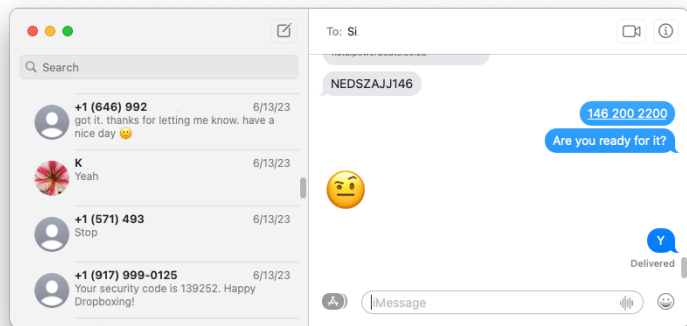 To: Si.
Search
+1 (646) 992
6/13/23
got it. thanks for letting me know. have a
nice day 🙂
K
6/13/23
Yeah
+1 (571) 493
6/13/23
Stop
+1 (917) 999-0125
6/13/23
Your security code is 139252. Happy
Dropboxing!
NEDSZAJJ146
146 200 2200
Are you ready for it?
🤨
Y
Delivered
iMessage